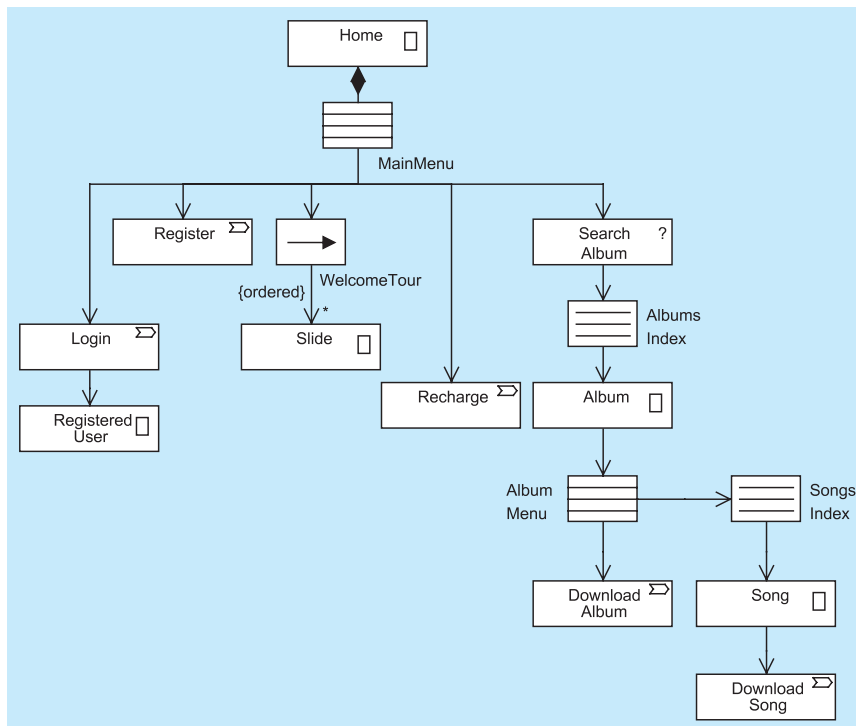 Home
MainMenu
Register
Search ?
Album
WelcomeTour
{ordered}
*
Albums
Index
Login
Slide
Recharge
Album
Registered
User
Album
Menu
Songs
Index
Download
Album
Song
Download
Song